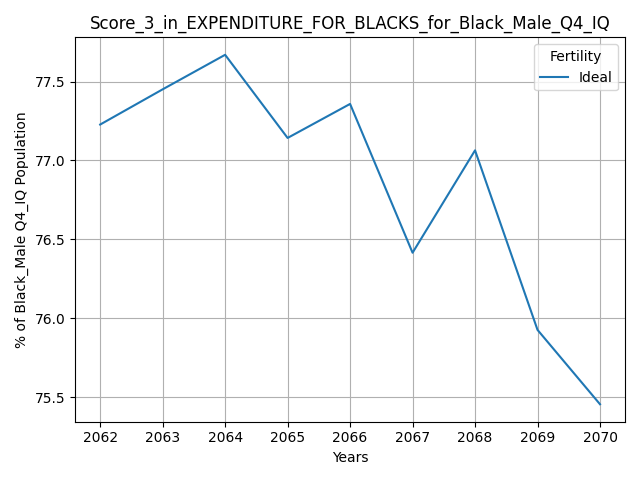 Score_3_in_EXPENDITURE_FOR_BLACKS_for_Black_Male_Q4_IQ
Fertility
Ideal
% of Black_Male Q4_IQ Population
77.5
77.0
76.5
76.0
75.5
2062 2063 2064 2065 2066 2067 2068 2069 2070
Years